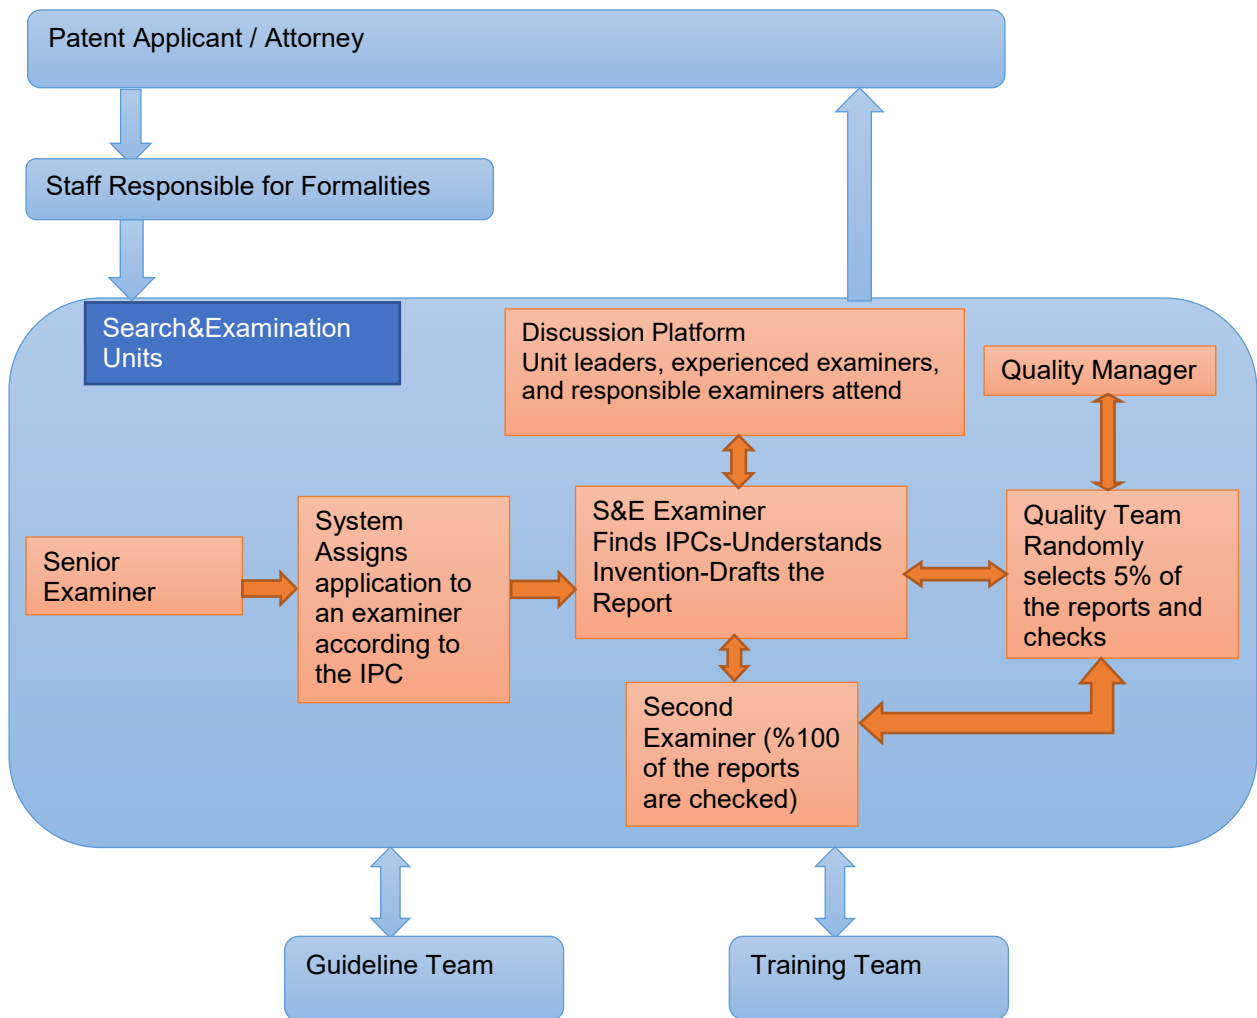 Patent Applicant / Attorney
Staff Responsible for Formalities
Search&Examination
Units
Discussion Platform
Unit leaders, experienced examiners,
and responsible examiners attend
Quality Manager
Senior
Examiner
System
Assigns
application to
an examiner
according to
the IPC
S&E Examiner
Finds IPCs-Understands
Invention-Drafts the
Report
Quality Team
Randomly
selects 5% of
the reports and
checks
Second
Examiner (%100
of the reports
are checked)
Guideline Team
Training Team